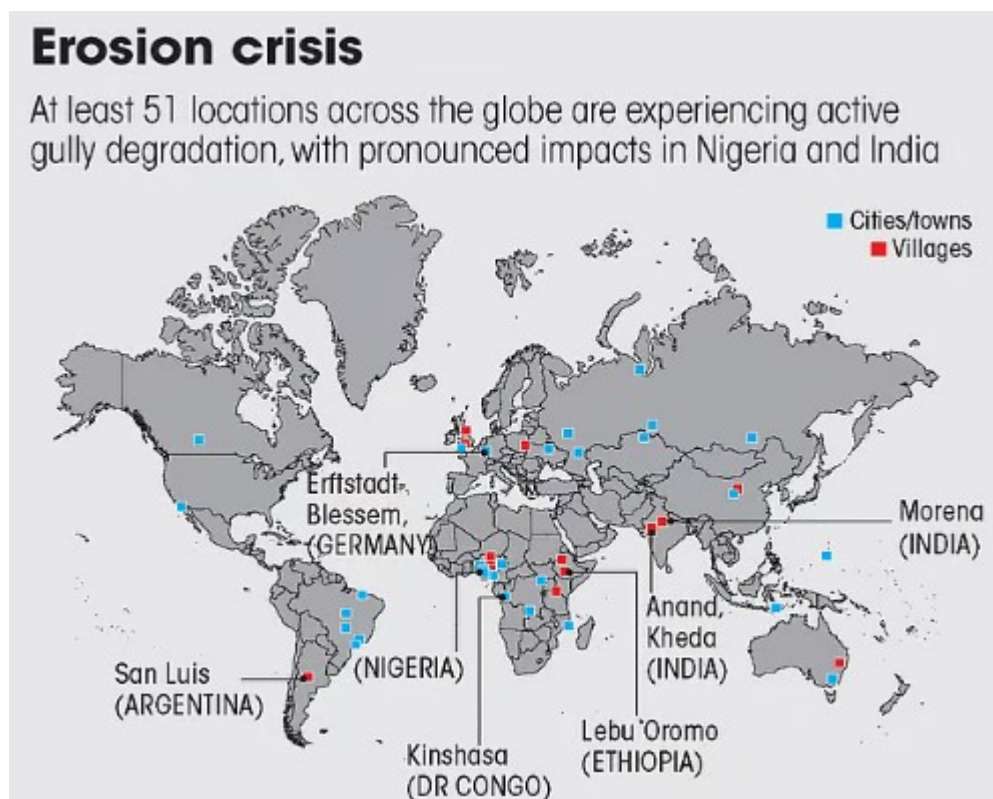 Erosion crisis
At least 51 locations across the globe are experiencing active
gully degradation, with pronounced impacts in Nigeria and India
Cities/towns
Villages
Erftstadt-
Blessem,
(GERMANY)
Morena
(INDIA)
Anand,
Kheda
(INDIA)
(NIGERIA)
San Luis
(ARGENTINA)
Lebu Oromo
(ETHIOPIA)
Kinshasa
(DR CONGO)